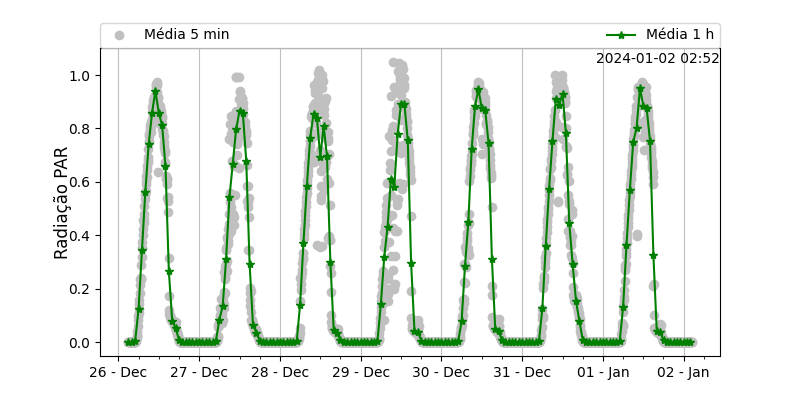 Média 5 min
Média 1 h
2024-01-02 02:52
Radiação PAR
1.0
0.8
0.6
0.4
0.2
0.0
26 - Dec
27 - Dec
28 - Dec
29 - Dec
30 - Dec
31 - Dec
01 - Jan
02 - Jan